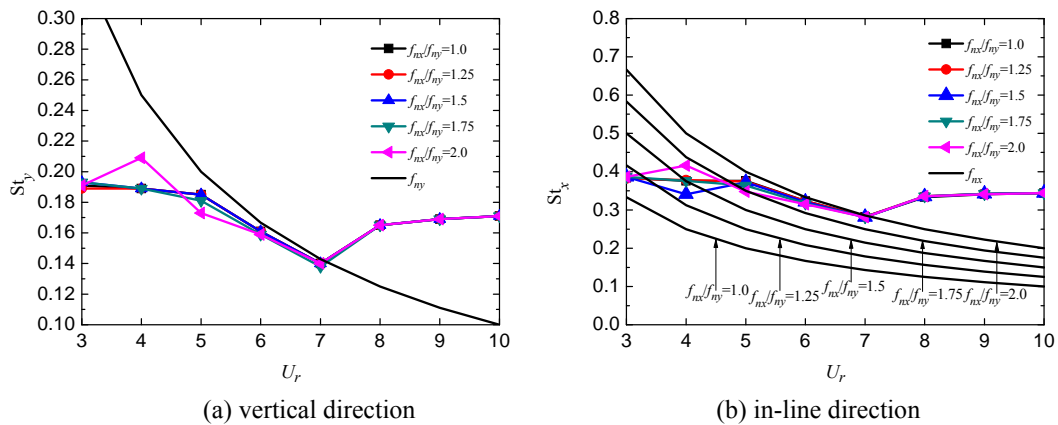 0.30
0.28
0.26
0.24
0.22
0.20
0.18
0.16
0.14
0.12
0.10
St_y
3 4 5 6 7 8 9 10
U_r
f_nx/f_ny=1.0
f_nx/f_ny=1.25
f_nx/f_ny=1.5
f_nx/f_ny=1.75
f_nx/f_ny=2.0
f_ny
(a) vertical direction
0.8
0.7
0.6
0.5
0.4
0.3
0.2
0.1
0.0
St_x
3 4 5 6 7 8 9 10
U_r
f_nx/f_ny=1.0
f_nx/f_ny=1.25
f_nx/f_ny=1.5
f_nx/f_ny=1.75
f_nx/f_ny=2.0
f_nx
f_nx/f_ny=1.0 f_nx/f_ny=1.25 f_nx/f_ny=1.5 f_nx/f_ny=1.75 f_nx/f_ny=2.0
(b) in-line direction